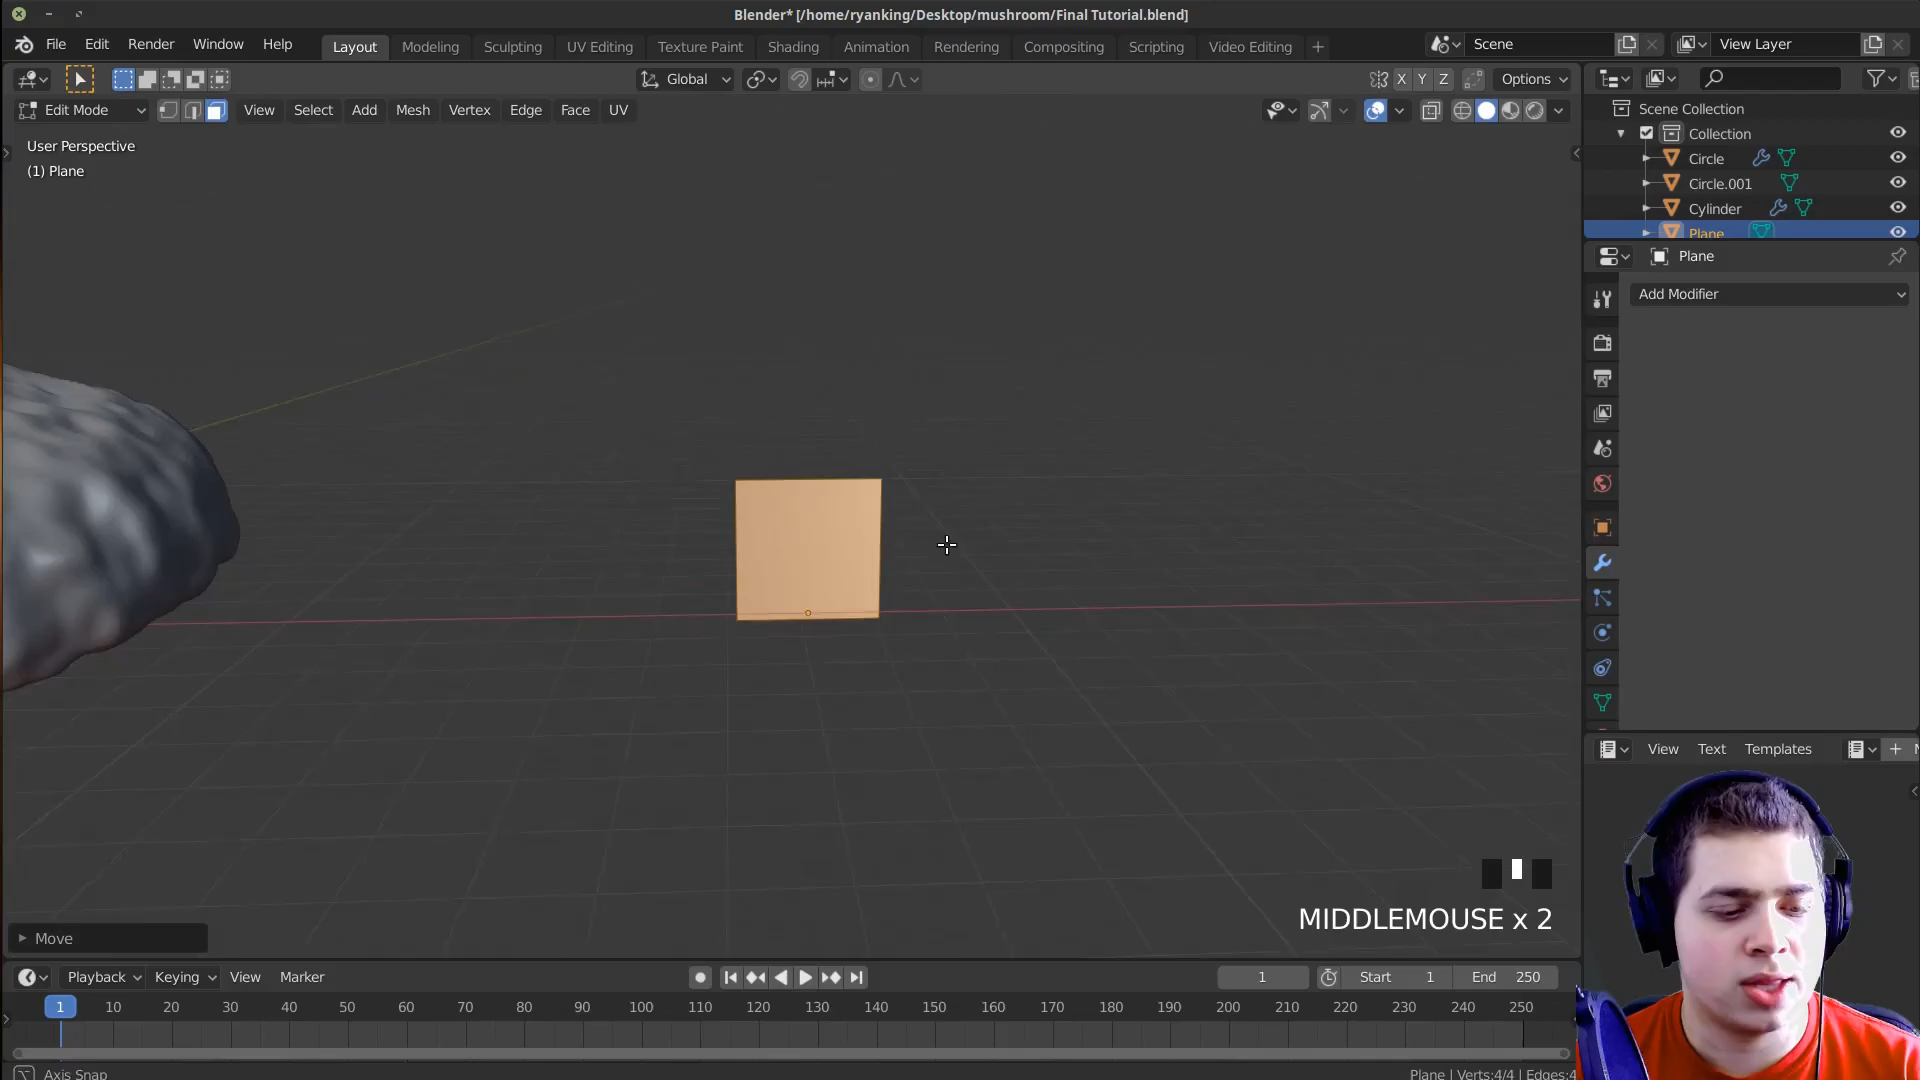 Blender* [/home/ryanking/Desktop/mushroom/Final Tutorial.blend]
File Edit Render Window Help Layout Modeling Sculpting UV Editing Texture Paint Shading Animation Rendering Compositing Scripting Video Editing + Scene View Layer
Global X Y Z Options
Edit Mode View Select Add Mesh Vertex Edge Face UV
Scene Collection
Collection
Circle
Circle.001
Cylinder
Plane
User Perspective
(1) Plane
Plane
Add Modifier
View Text Templates
MIDDLEMOUSE x 2
Move
Playback Keying View Marker 1 Start 1 End 250
1 10 20 30 40 50 60 70 80 90 100 110 120 130 140 150 160 170 180 190 200 210 220 230 240 250
Axis Snap Plane | Verts:4/4 | Edges:4